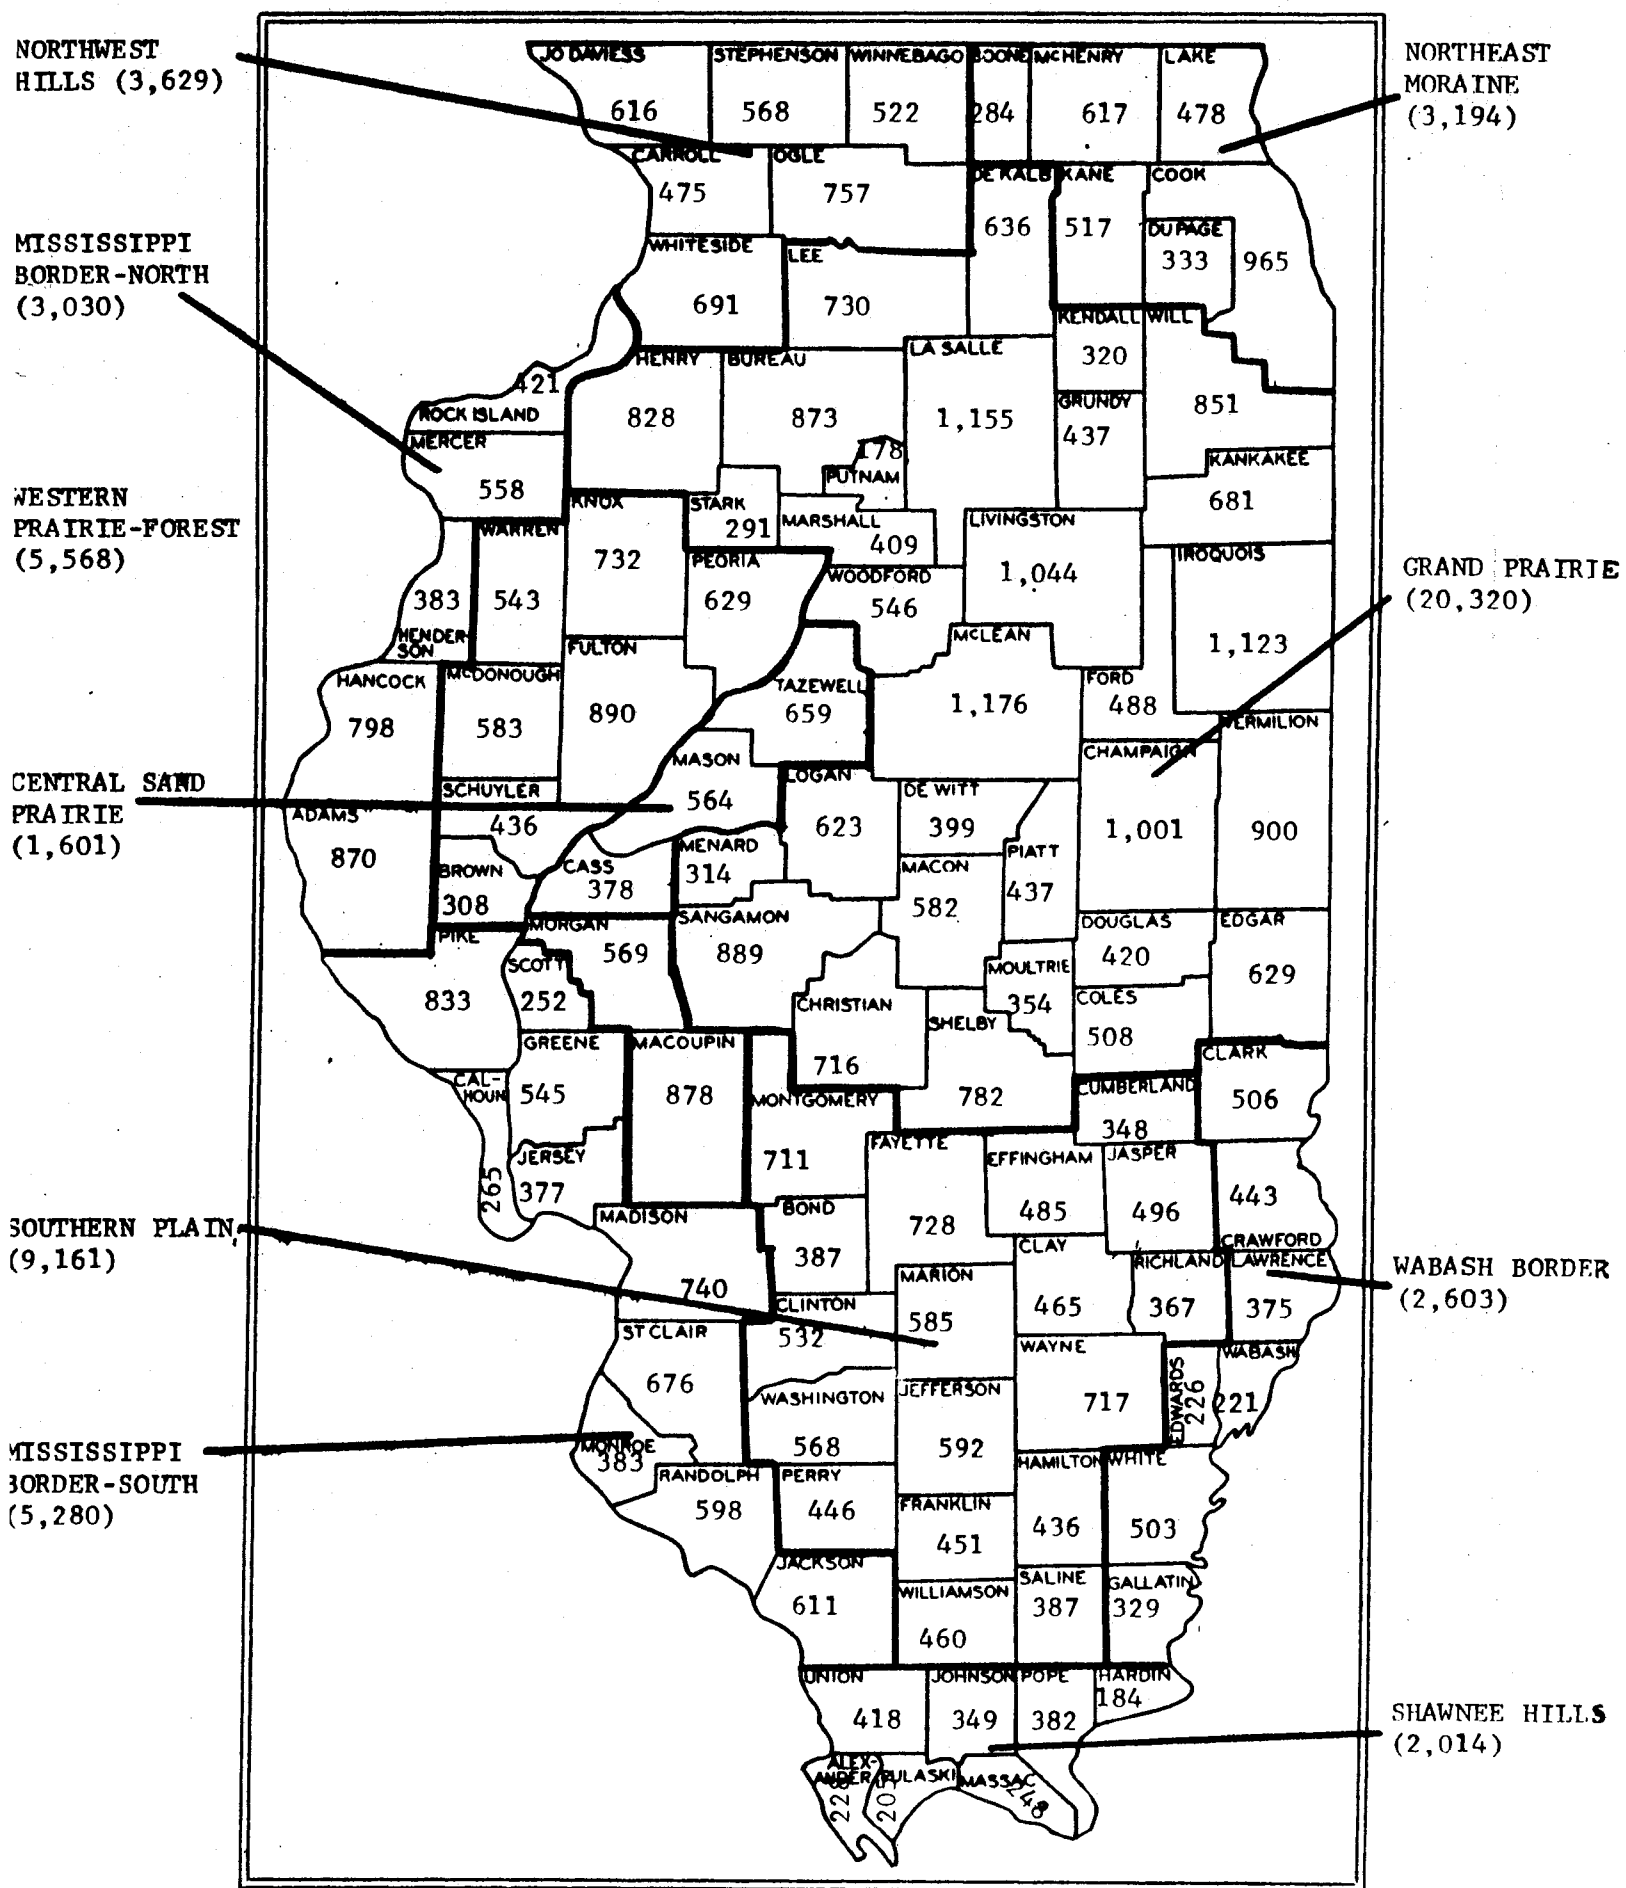 NORTHWEST
HILLS (3,629)
NORTHEAST
MORAINE
(3,194)
MISSISSIPPI
BORDER-NORTH
(3,030)
WESTERN
PRAIRIE-FOREST
(5,568)
GRAND PRAIRIE
(20,320)
CENTRAL SAND
PRAIRIE
(1,601)
SOUTHERN PLAIN
(9,161)
WABASH BORDER
(2,603)
MISSISSIPPI
BORDER-SOUTH
(5,280)
SHAWNEE HILLS
(2,014)
JO DAVIESS
616
STEPHENSON
568
WINNEBAGO
522
BOONE
284
McHENRY
617
LAKE
478
CARROLL
475
OGLE
757
DE KALB
636
KANE
517
COOK
965
DU PAGE
333
WHITESIDE
691
LEE
730
KENDALL
320
WILL
851
421
ROCK ISLAND
HENRY
828
BUREAU
873
LA SALLE
1,155
GRUNDY
437
MERCER
558
178
PUTNAM
KANKAKEE
681
KNOX
732
STARK
291
MARSHALL
409
LIVINGSTON
1,044
IROQUOIS
1,123
WARREN
543
383
HENDER-
SON
PEORIA
629
WOODFORD
546
McLEAN
1,176
FORD
488
HANCOCK
798
McDONOUGH
583
FULTON
890
TAZEWELL
659
VERMILION
900
CHAMPAIGN
1,001
MASON
564
LOGAN
623
DE WITT
399
PIATT
437
ADAMS
870
SCHUYLER
436
BROWN
308
CASS
378
MENARD
314
MACON
582
SANGAMON
889
DOUGLAS
420
EDGAR
629
PIKE
833
MORGAN
569
SCOTT
252
MOULTRIE
354
COLES
508
CHRISTIAN
716
SHELBY
782
GREENE
545
MACOUPIN
878
CLARK
506
CAL-
HOUN
265
MONTGOMERY
711
CUMBERLAND
348
JERSEY
377
FAYETTE
728
EFFINGHAM
485
JASPER
496
443
CRAWFORD
MADISON
740
BOND
387
CLAY
465
RICHLAND
367
LAWRENCE
375
MARION
585
CLINTON
532
ST CLAIR
676
WAYNE
717
EDWARDS
226
WABASH
221
WASHINGTON
568
JEFFERSON
592
MONROE
383
RANDOLPH
598
PERRY
446
HAMILTON
436
WHITE
503
FRANKLIN
451
JACKSON
611
WILLIAMSON
460
SALINE
387
GALLATIN
329
UNION
418
JOHNSON
349
POPE
382
HARDIN
184
ALEX-
ANDER
PULASKI
MASSAC
248